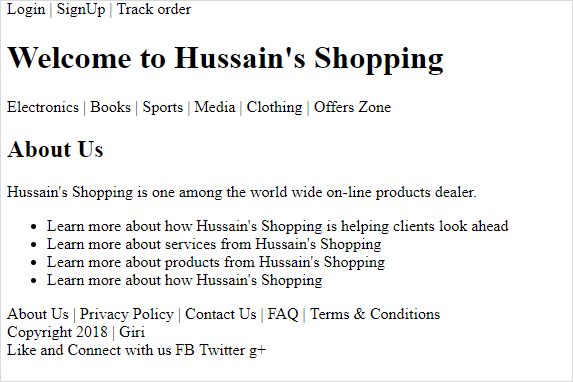 Login | SignUp | Track order
Welcome to Hussain's Shopping
Electronics | Books | Sports | Media | Clothing | Offers Zone
About Us
Hussain's Shopping is one among the world wide on-line products dealer.
• Learn more about how Hussain's Shopping is helping clients look ahead
• Learn more about services from Hussain's Shopping
• Learn more about products from Hussain's Shopping
• Learn more about how Hussain's Shopping
About Us | Privacy Policy | Contact Us | FAQ | Terms & Conditions
Copyright 2018 | Giri
Like and Connect with us FB Twitter g+